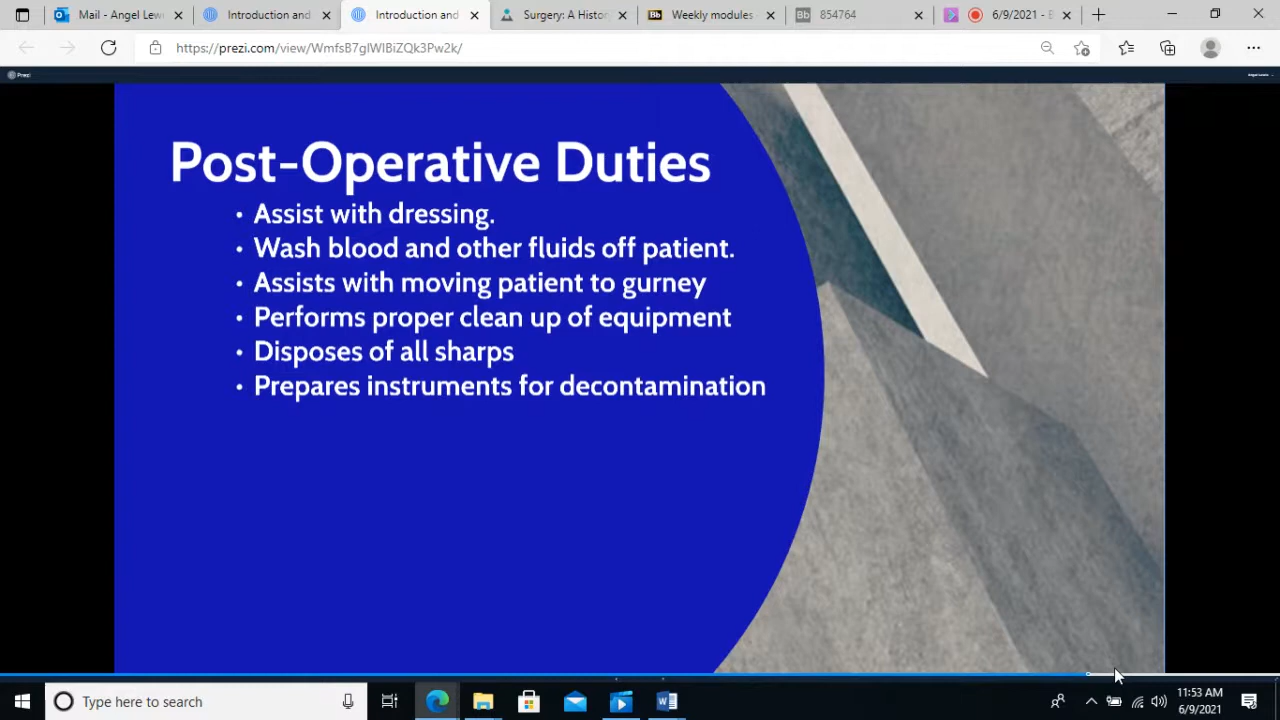 Mail - Angel Lew
Introduction and
Introduction and
Surgery: A Histor
Weekly modules
854764
6/9/2021 - E
https://prezi.com/view/WmfsB7gIWIBiZQk3Pw2k/
Prezi
Post-Operative Duties
• Assist with dressing.
• Wash blood and other fluids off patient.
• Assists with moving patient to gurney
• Performs proper clean up of equipment
• Disposes of all sharps
• Prepares instruments for decontamination
Type here to search
11:53 AM
6/9/2021